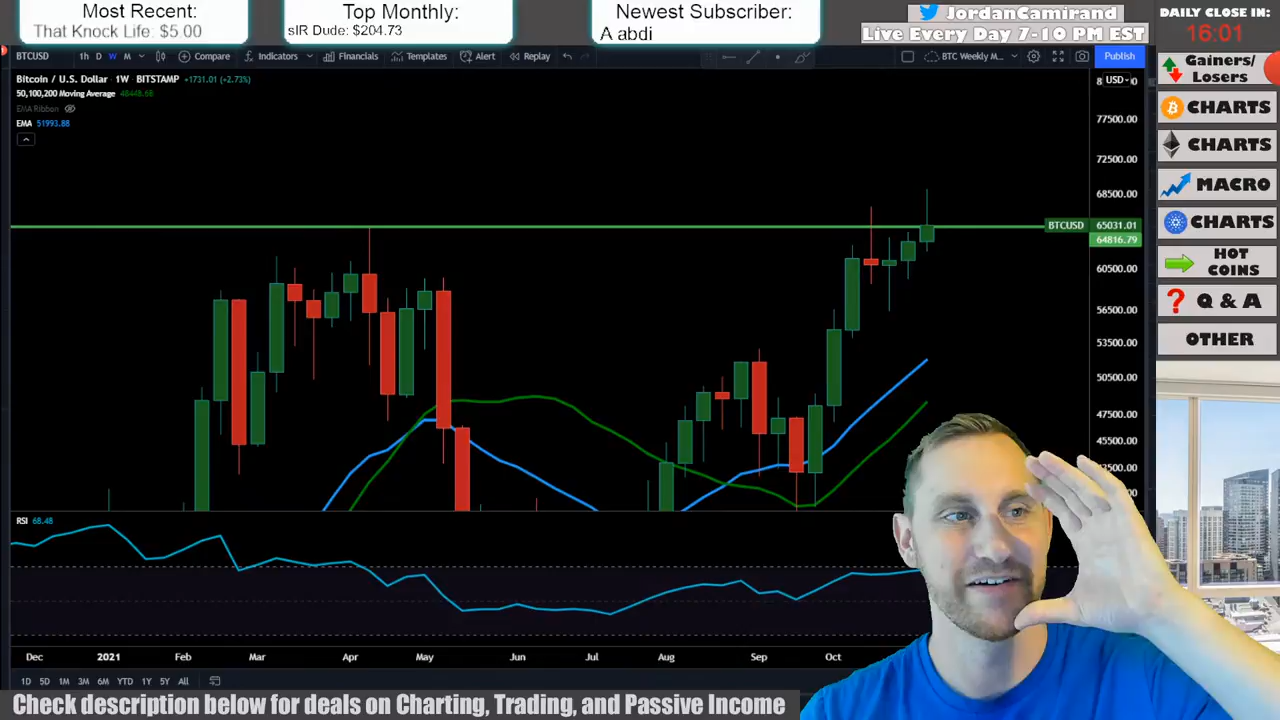 Most Recent:
That Knock Life: $5.00
Top Monthly:
sIR Dude: $204.73
Newest Subscriber:
A abdi
JordanCamirand
Live Every Day 7-10 PM EST
DAILY CLOSE IN:
16:01
BTCUSD 1h D W M Compare Indicators Financials Templates Alert Replay BTC Weekly M... Publish
Bitcoin / U.S. Dollar 1W BITSTAMP +1731.01 (+2.73%)
50,100,200 Moving Average 48448.66
EMA Ribbon
EMA 51993.88
USD
77500.00
72500.00
68500.00
BTCUSD 65031.01
64816.79
60500.00
56500.00
53500.00
50500.00
47500.00
45500.00
RSI 68.48
Dec 2021 Feb Mar Apr May Jun Jul Aug Sep Oct
1D 5D 1M 3M 6M YTD 1Y 5Y All
Gainers/
Losers
CHARTS
CHARTS
MACRO
CHARTS
HOT
COINS
Q & A
OTHER
Check description below for deals on Charting, Trading, and Passive Income